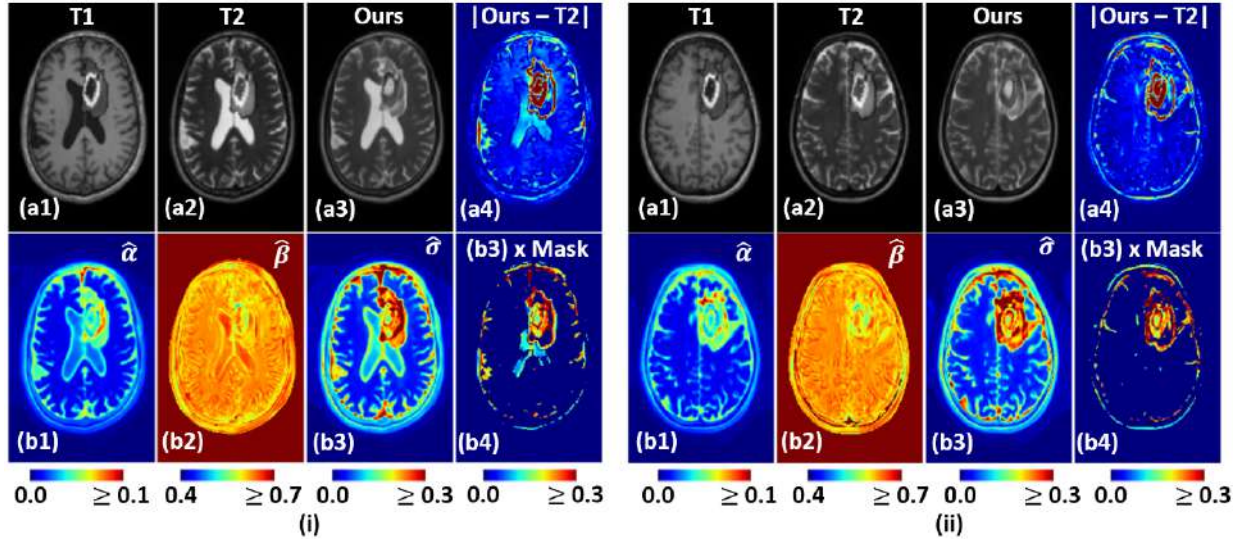 T1 T2 Ours |Ours – T2|
(a1) (a2) (a3) (a4)
α̂ β̂ σ̂ (b3) x Mask
(b1) (b2) (b3) (b4)
0.0 ≥ 0.1 0.4 ≥ 0.7 0.0 ≥ 0.3 0.0 ≥ 0.3
(i)
T1 T2 Ours |Ours – T2|
(a1) (a2) (a3) (a4)
α̂ β̂ σ̂ (b3) x Mask
(b1) (b2) (b3) (b4)
0.0 ≥ 0.1 0.4 ≥ 0.7 0.0 ≥ 0.3 0.0 ≥ 0.3
(ii)